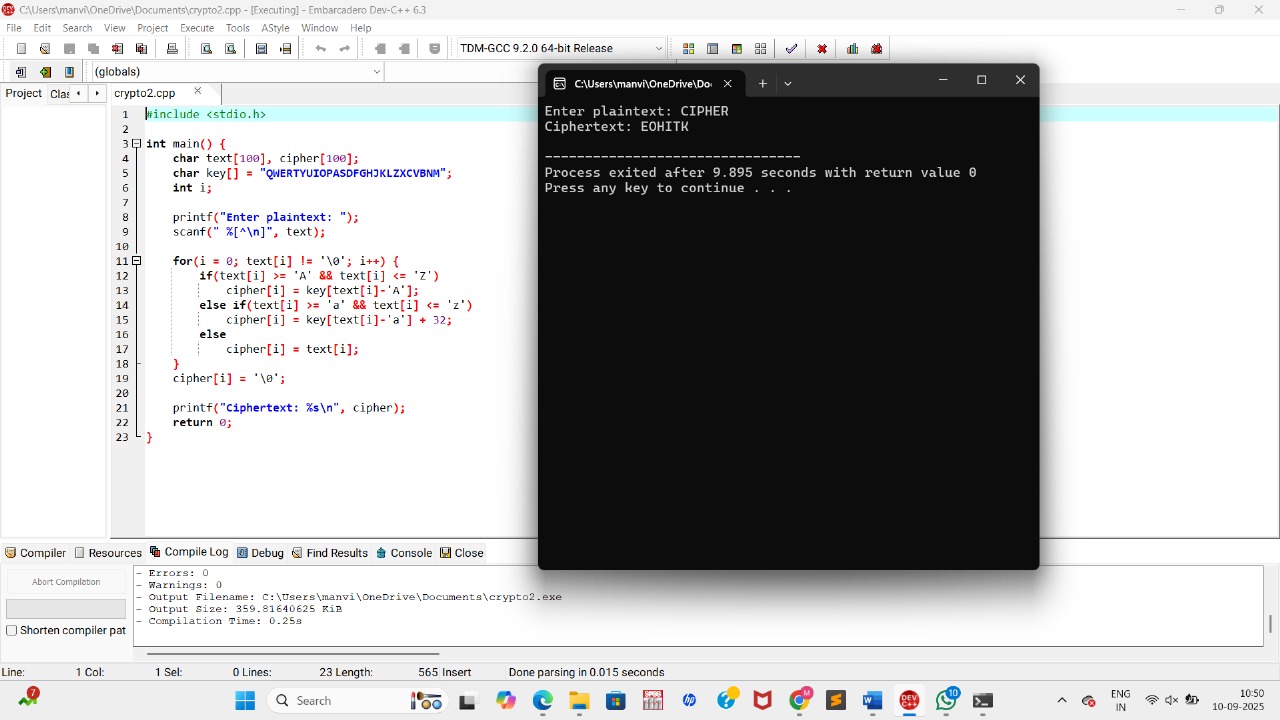 C:\Users\manvi\OneDrive\Documents\crypto2.cpp - [Executing] - Embarcadero Dev-C++ 6.3
File Edit Search View Project Execute Tools AStyle Window Help
TDM-GCC 9.2.0 64-bit Release
(globals)
Project Clas crypto2.cpp
1 #include <stdio.h>
2
3 int main() {
4 char text[100], cipher[100];
5 char key[] = "QWERTYUIOPASDFGHJKLZXCVBNM";
6 int i;
7
8 printf("Enter plaintext: ");
9 scanf(" %[^\n]", text);
10
11 for(i = 0; text[i] != '\0'; i++) {
12 if(text[i] >= 'A' && text[i] <= 'Z')
13 cipher[i] = key[text[i]-'A'];
14 else if(text[i] >= 'a' && text[i] <= 'z')
15 cipher[i] = key[text[i]-'a'] + 32;
16 else
17 cipher[i] = text[i];
18 }
19 cipher[i] = '\0';
20
21 printf("Ciphertext: %s\n", cipher);
22 return 0;
23 }
C:\Users\manvi\OneDrive\Do
Enter plaintext: CIPHER
Ciphertext: EOHITK
--------------------------------
Process exited after 9.895 seconds with return value 0
Press any key to continue . . .
Compiler Resources Compile Log Debug Find Results Console Close
Abort Compilation
Shorten compiler pat
- Errors: 0
- Warnings: 0
- Output Filename: C:\Users\manvi\OneDrive\Documents\crypto2.exe
- Output Size: 359.81640625 KiB
- Compilation Time: 0.25s
Line: 1 Col: 1 Sel: 0 Lines: 23 Length: 565 Insert Done parsing in 0.015 seconds
7
Search
M
DEV C++
10
ENG
IN
10:50
10-09-2025